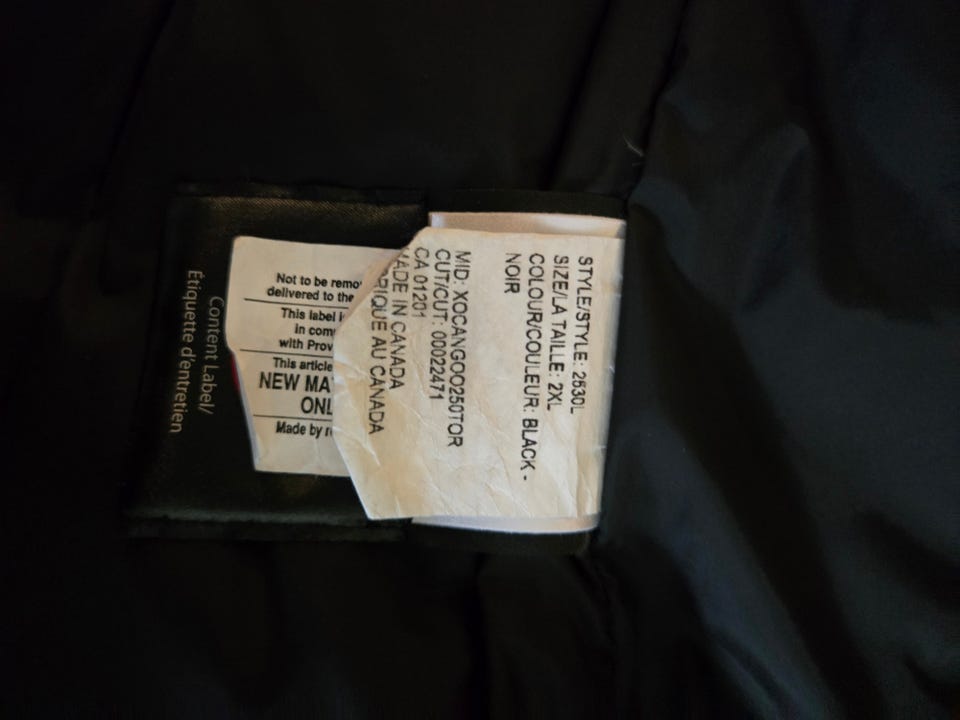 STYLE/STYLE: 2630L
SIZE/LA TAILLE: 2XL
COLOUR/COULEUR: BLACK -
NOIR
MID: XOCANGOO250TOR
CUT/CUT: 00022471
CA 01201
MADE IN CANADA
RIQUE AU CANADA
Not to be remo
delivered to the
This label i
in com
with Prov
This article
NEW MA
ONL
Made by r
Content Label/
Étiquette d'entretien